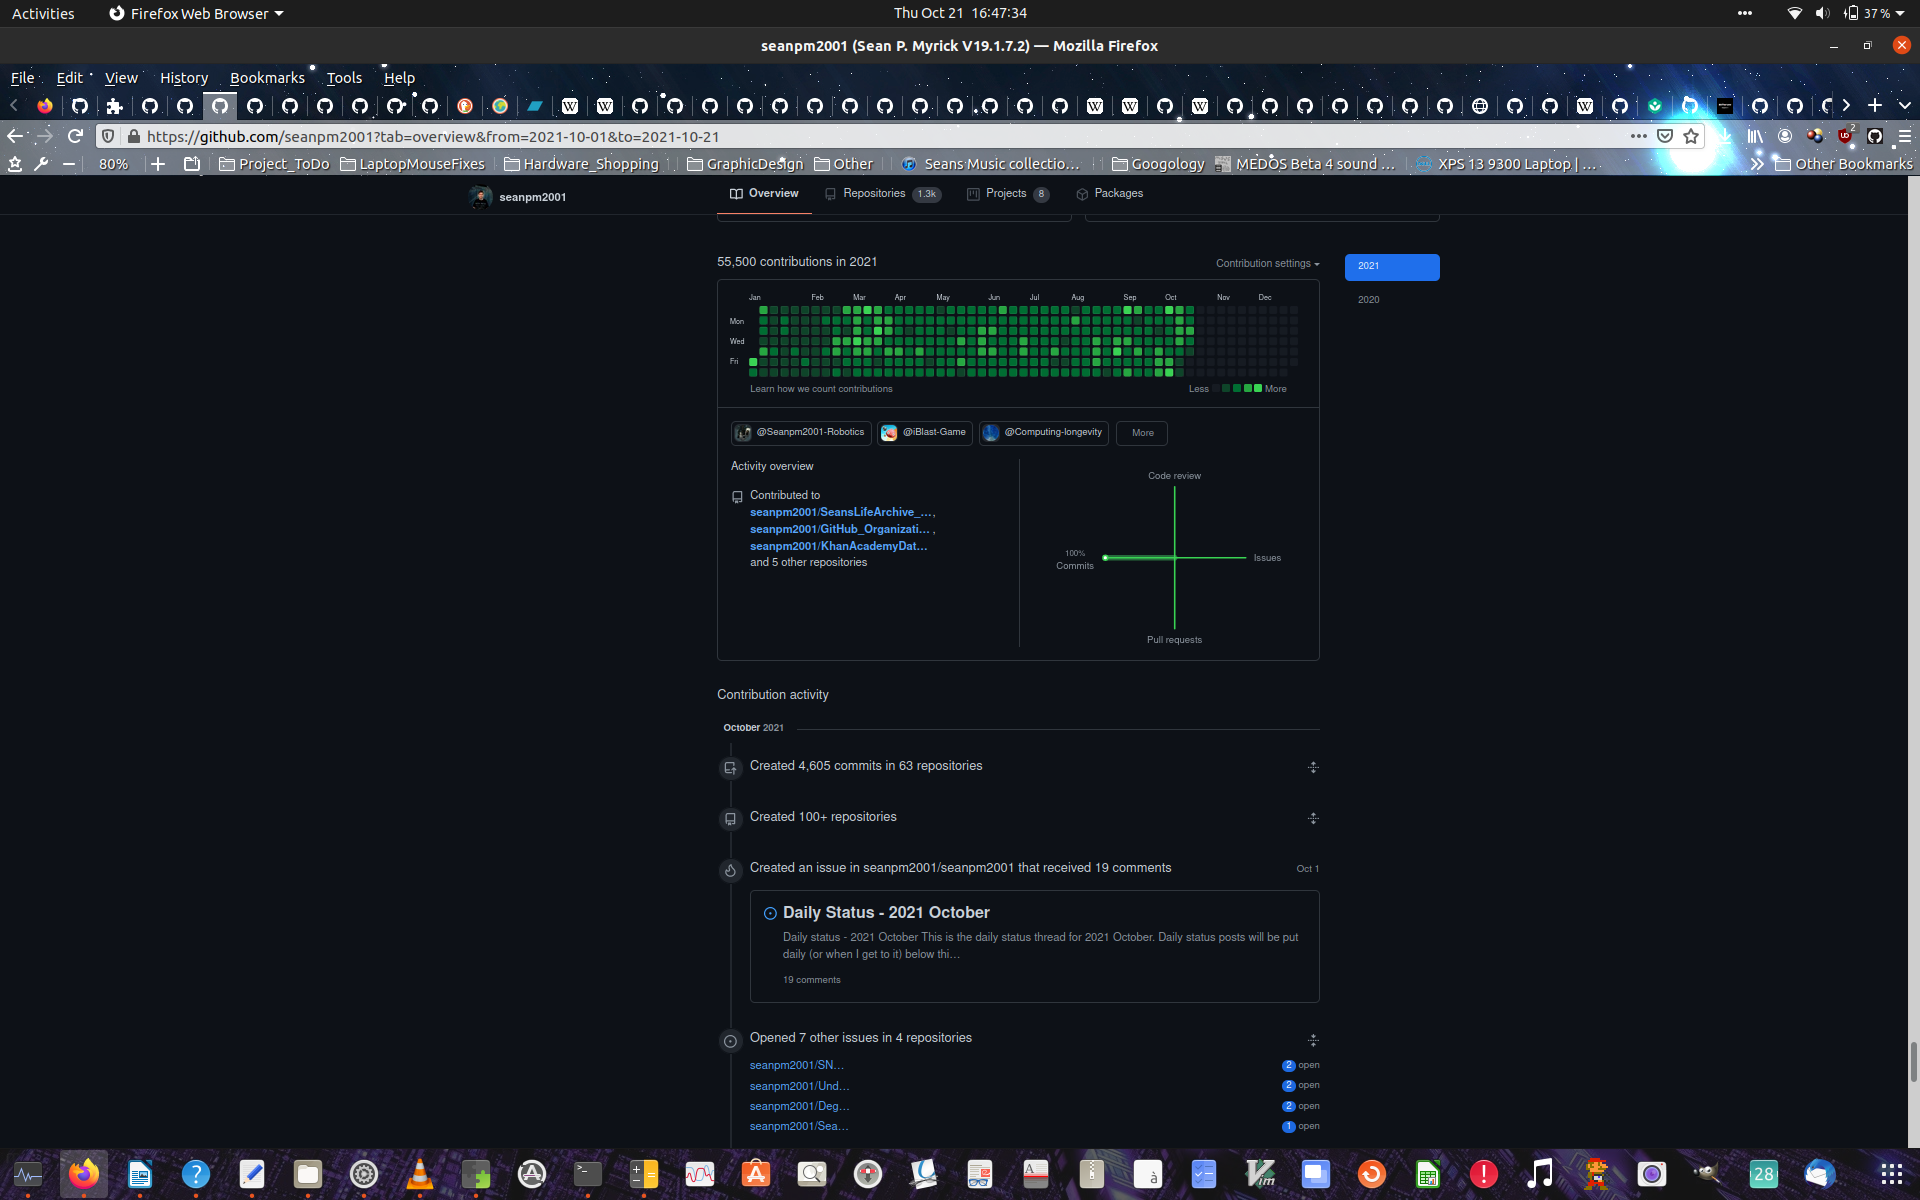 Activities
Firefox Web Browser
Thu Oct 21 16:47:34
37 %
seanpm2001 (Sean P. Myrick V19.1.7.2) — Mozilla Firefox
File Edit View History Bookmarks Tools Help
https://github.com/seanpm2001?tab=overview&from=2021-10-01&to=2021-10-21
2
80%
Project_ToDo
LaptopMouseFixes
Hardware_Shopping
GraphicDesign
Other
Seans Music collectio…
Googology
MEDOS Beta 4 sound …
XPS 13 9300 Laptop | …
Other Bookmarks
seanpm2001
Overview
Repositories 1.3k
Projects 8
Packages
55,500 contributions in 2021
Contribution settings
2021
2020
Jan Feb Mar Apr May Jun Jul Aug Sep Oct Nov Dec
Mon
Wed
Fri
Learn how we count contributions
Less More
@Seanpm2001-Robotics
@iBlast-Game
@Computing-longevity
More
Activity overview
Contributed to
seanpm2001/SeansLifeArchive_…,
seanpm2001/GitHub_Organizati… ,
seanpm2001/KhanAcademyDat…
and 5 other repositories
Code review
100%
Commits
Issues
Pull requests
Contribution activity
October 2021
Created 4,605 commits in 63 repositories
Created 100+ repositories
Created an issue in seanpm2001/seanpm2001 that received 19 comments
Oct 1
Daily Status - 2021 October
Daily status - 2021 October This is the daily status thread for 2021 October. Daily status posts will be put
daily (or when I get to it) below thi…
19 comments
Opened 7 other issues in 4 repositories
seanpm2001/SN…
2 open
seanpm2001/Und…
2 open
seanpm2001/Deg…
2 open
seanpm2001/Sea…
1 open
28